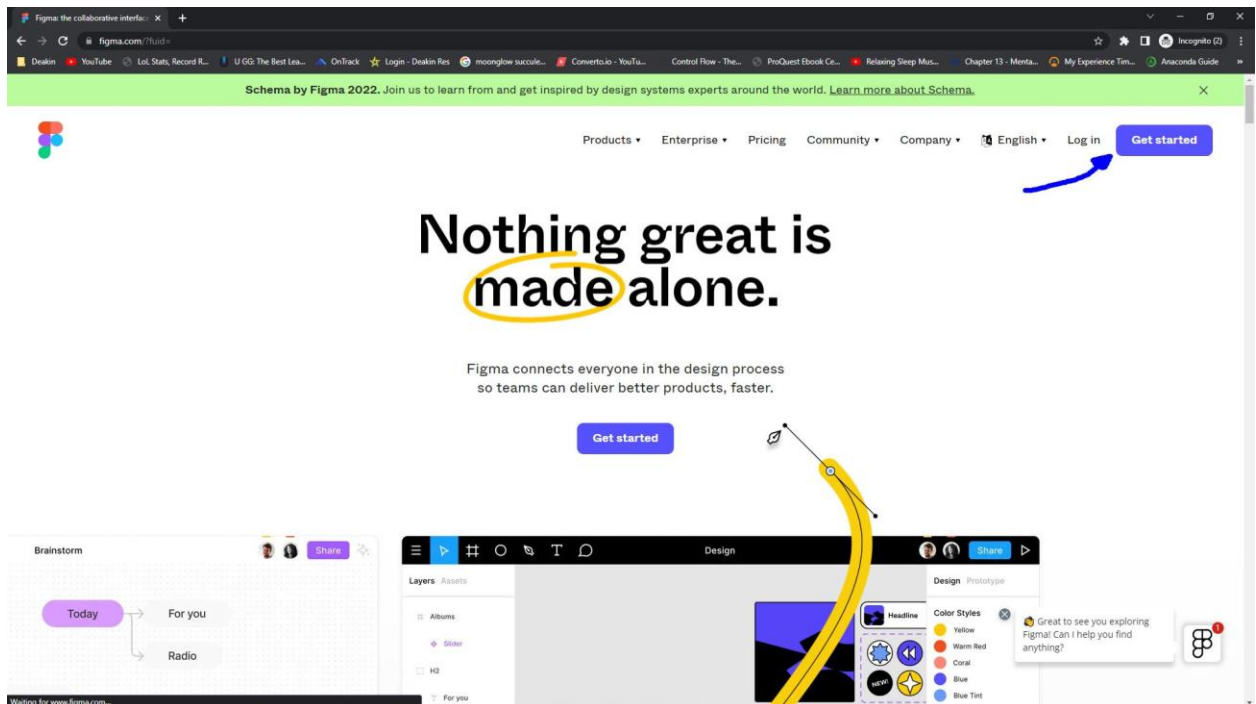 Figma: the collaborative interfac
figma.com/?fuid=
Incognito (2)
Deakin YouTube LoL Stats, Record R... U GG: The Best Lea... OnTrack Login - Deakin Res moonglow succule... Converto.io - YouTu... Control Flow - The... ProQuest Ebook Ce... Relaxing Sleep Mus... Chapter 13 - Menta... My Experience Tim... Anaconda Guide »
Schema by Figma 2022. Join us to learn from and get inspired by design systems experts around the world. Learn more about Schema.
Products Enterprise Pricing Community Company English Log in Get started
Nothing great is
made alone.
Figma connects everyone in the design process
so teams can deliver better products, faster.
Get started
Brainstorm Share
Today For you
Radio
Design Share
Layers Assets
Albums
Slider
H2
For you
Headline
NEW!
Design Prototype
Color Styles
Yellow
Warm Red
Coral
Blue
Blue Tint
Great to see you exploring
Figma! Can I help you find
anything?
1
Waiting for www.figma.com...